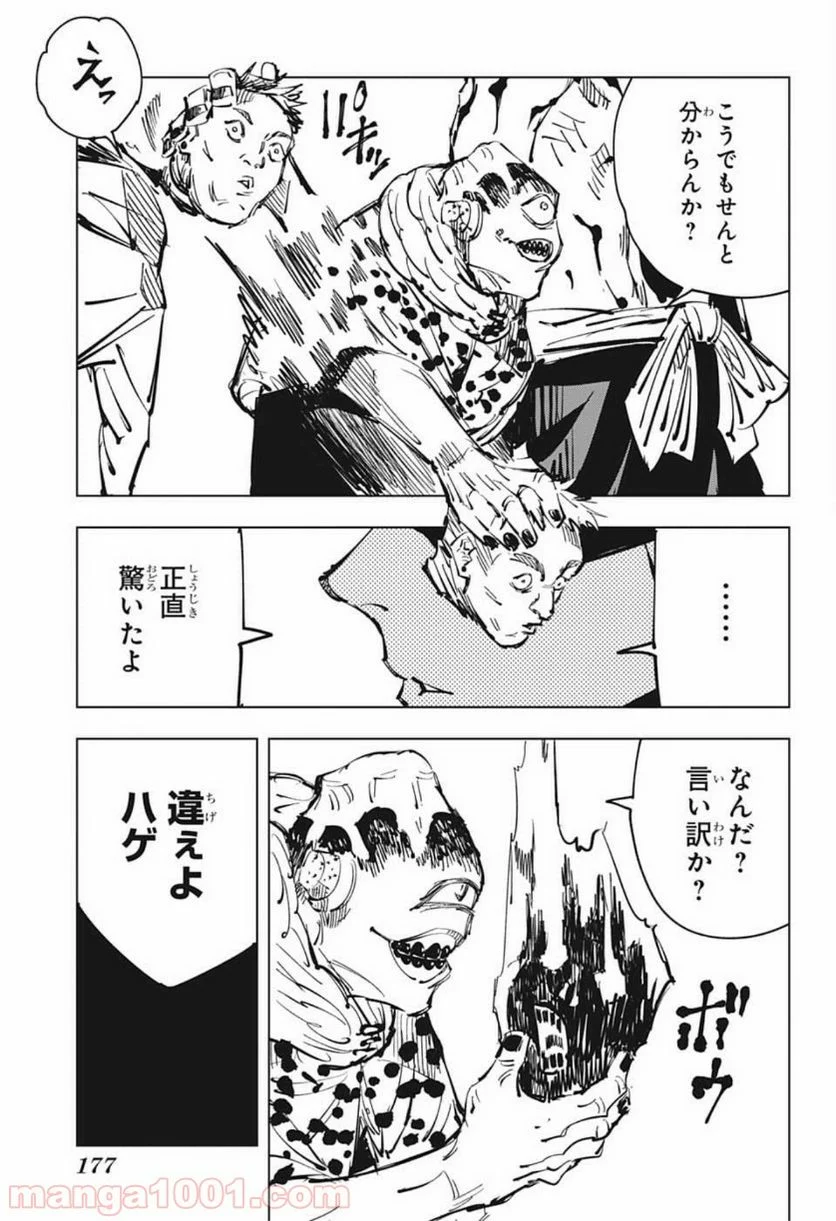 こうでもせんと
分からんか?
パキッ
えっ
……
正直
驚いたよ
なんだ?
言い訳か?
ボウ
違ぇよ
ハゲ
177
manga1001.com